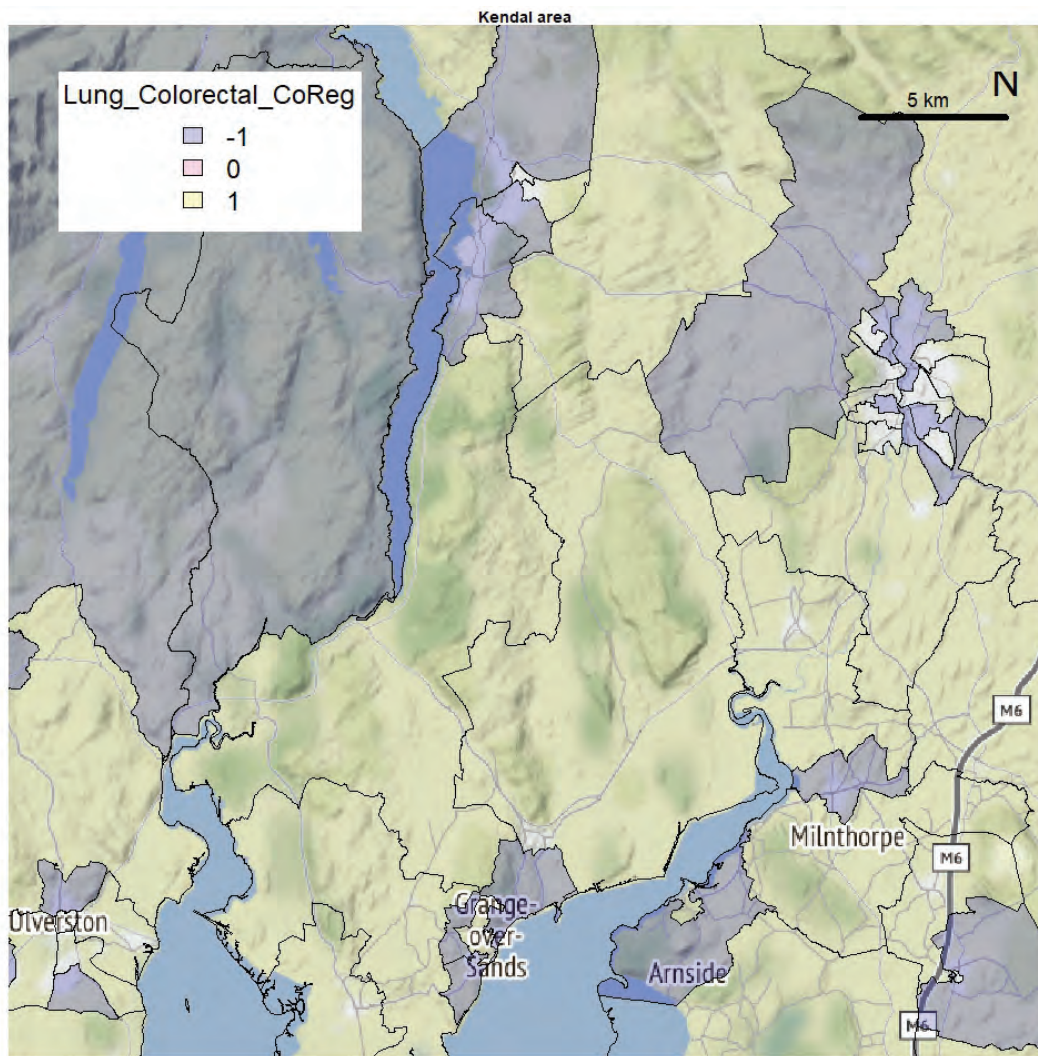 Kendal area
Lung_Colorectal_CoReg
-1
0
1
N
5 km
M6
Milnthorpe
M6
Grange-
over-
Sands
Ulverston
Arnside
M6